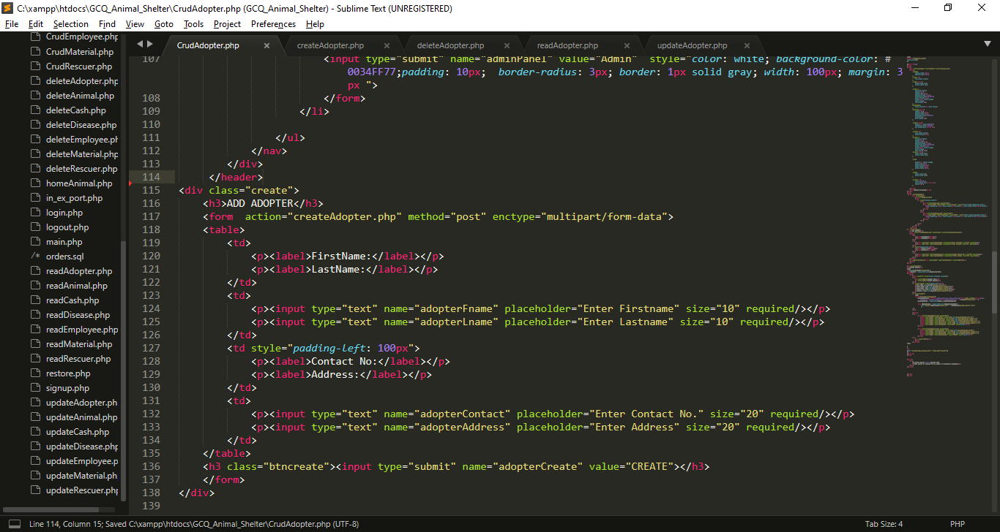 C:\xampp\htdocs\GCQ_Animal_Shelter\CrudAdopter.php (GCQ_Animal_Shelter) - Sublime Text (UNREGISTERED)
File Edit Selection Find View Goto Tools Project Preferences Help
CrudEmployee.php
CrudMaterial.php
CrudRescuer.php
deleteAdopter.php
deleteAnimal.php
deleteCash.php
deleteDisease.php
deleteEmployee.ph
deleteMaterial.php
deleteRescuer.php
homeAnimal.php
in_ex_port.php
login.php
logout.php
main.php
/* orders.sql
readAdopter.php
readAnimal.php
readCash.php
readDisease.php
readEmployee.php
readMaterial.php
readRescuer.php
restore.php
signup.php
updateAdopter.ph
updateAnimal.php
updateCash.php
updateDisease.php
updateEmployee.p
updateMaterial.ph
updateRescuer.php
CrudAdopter.php × createAdopter.php × deleteAdopter.php × readAdopter.php × updateAdopter.php ×
107 <input type="submit" name="adminPanel" value="Admin" style="color: white; background-color: #
0034FF77;padding: 10px; border-radius: 3px; border: 1px solid gray; width: 100px; margin: 3
px ">
108 </form>
109 </li>
110
111 </ul>
112 </nav>
113 </div>
114 </header>
115 <div class="create">
116 <h3>ADD ADOPTER</h3>
117 <form action="createAdopter.php" method="post" enctype="multipart/form-data">
118 <table>
119 <td>
120 <p><label>FirstName:</label></p>
121 <p><label>LastName:</label></p>
122 </td>
123 <td>
124 <p><input type="text" name="adopterFname" placeholder="Enter Firstname" size="10" required/></p>
125 <p><input type="text" name="adopterLname" placeholder="Enter Lastname" size="10" required/></p>
126 </td>
127 <td style="padding-left: 100px">
128 <p><label>Contact No:</label></p>
129 <p><label>Address:</label></p>
130 </td>
131 <td>
132 <p><input type="text" name="adopterContact" placeholder="Enter Contact No." size="20" required/></p>
133 <p><input type="text" name="adopterAddress" placeholder="Enter Address" size="20" required/></p>
134 </td>
135 </table>
136 <h3 class="btncreate"><input type="submit" name="adopterCreate" value="CREATE"></h3>
137 </form>
138 </div>
139
Line 114, Column 15; Saved C:\xampp\htdocs\GCQ_Animal_Shelter\CrudAdopter.php (UTF-8) Tab Size: 4 PHP